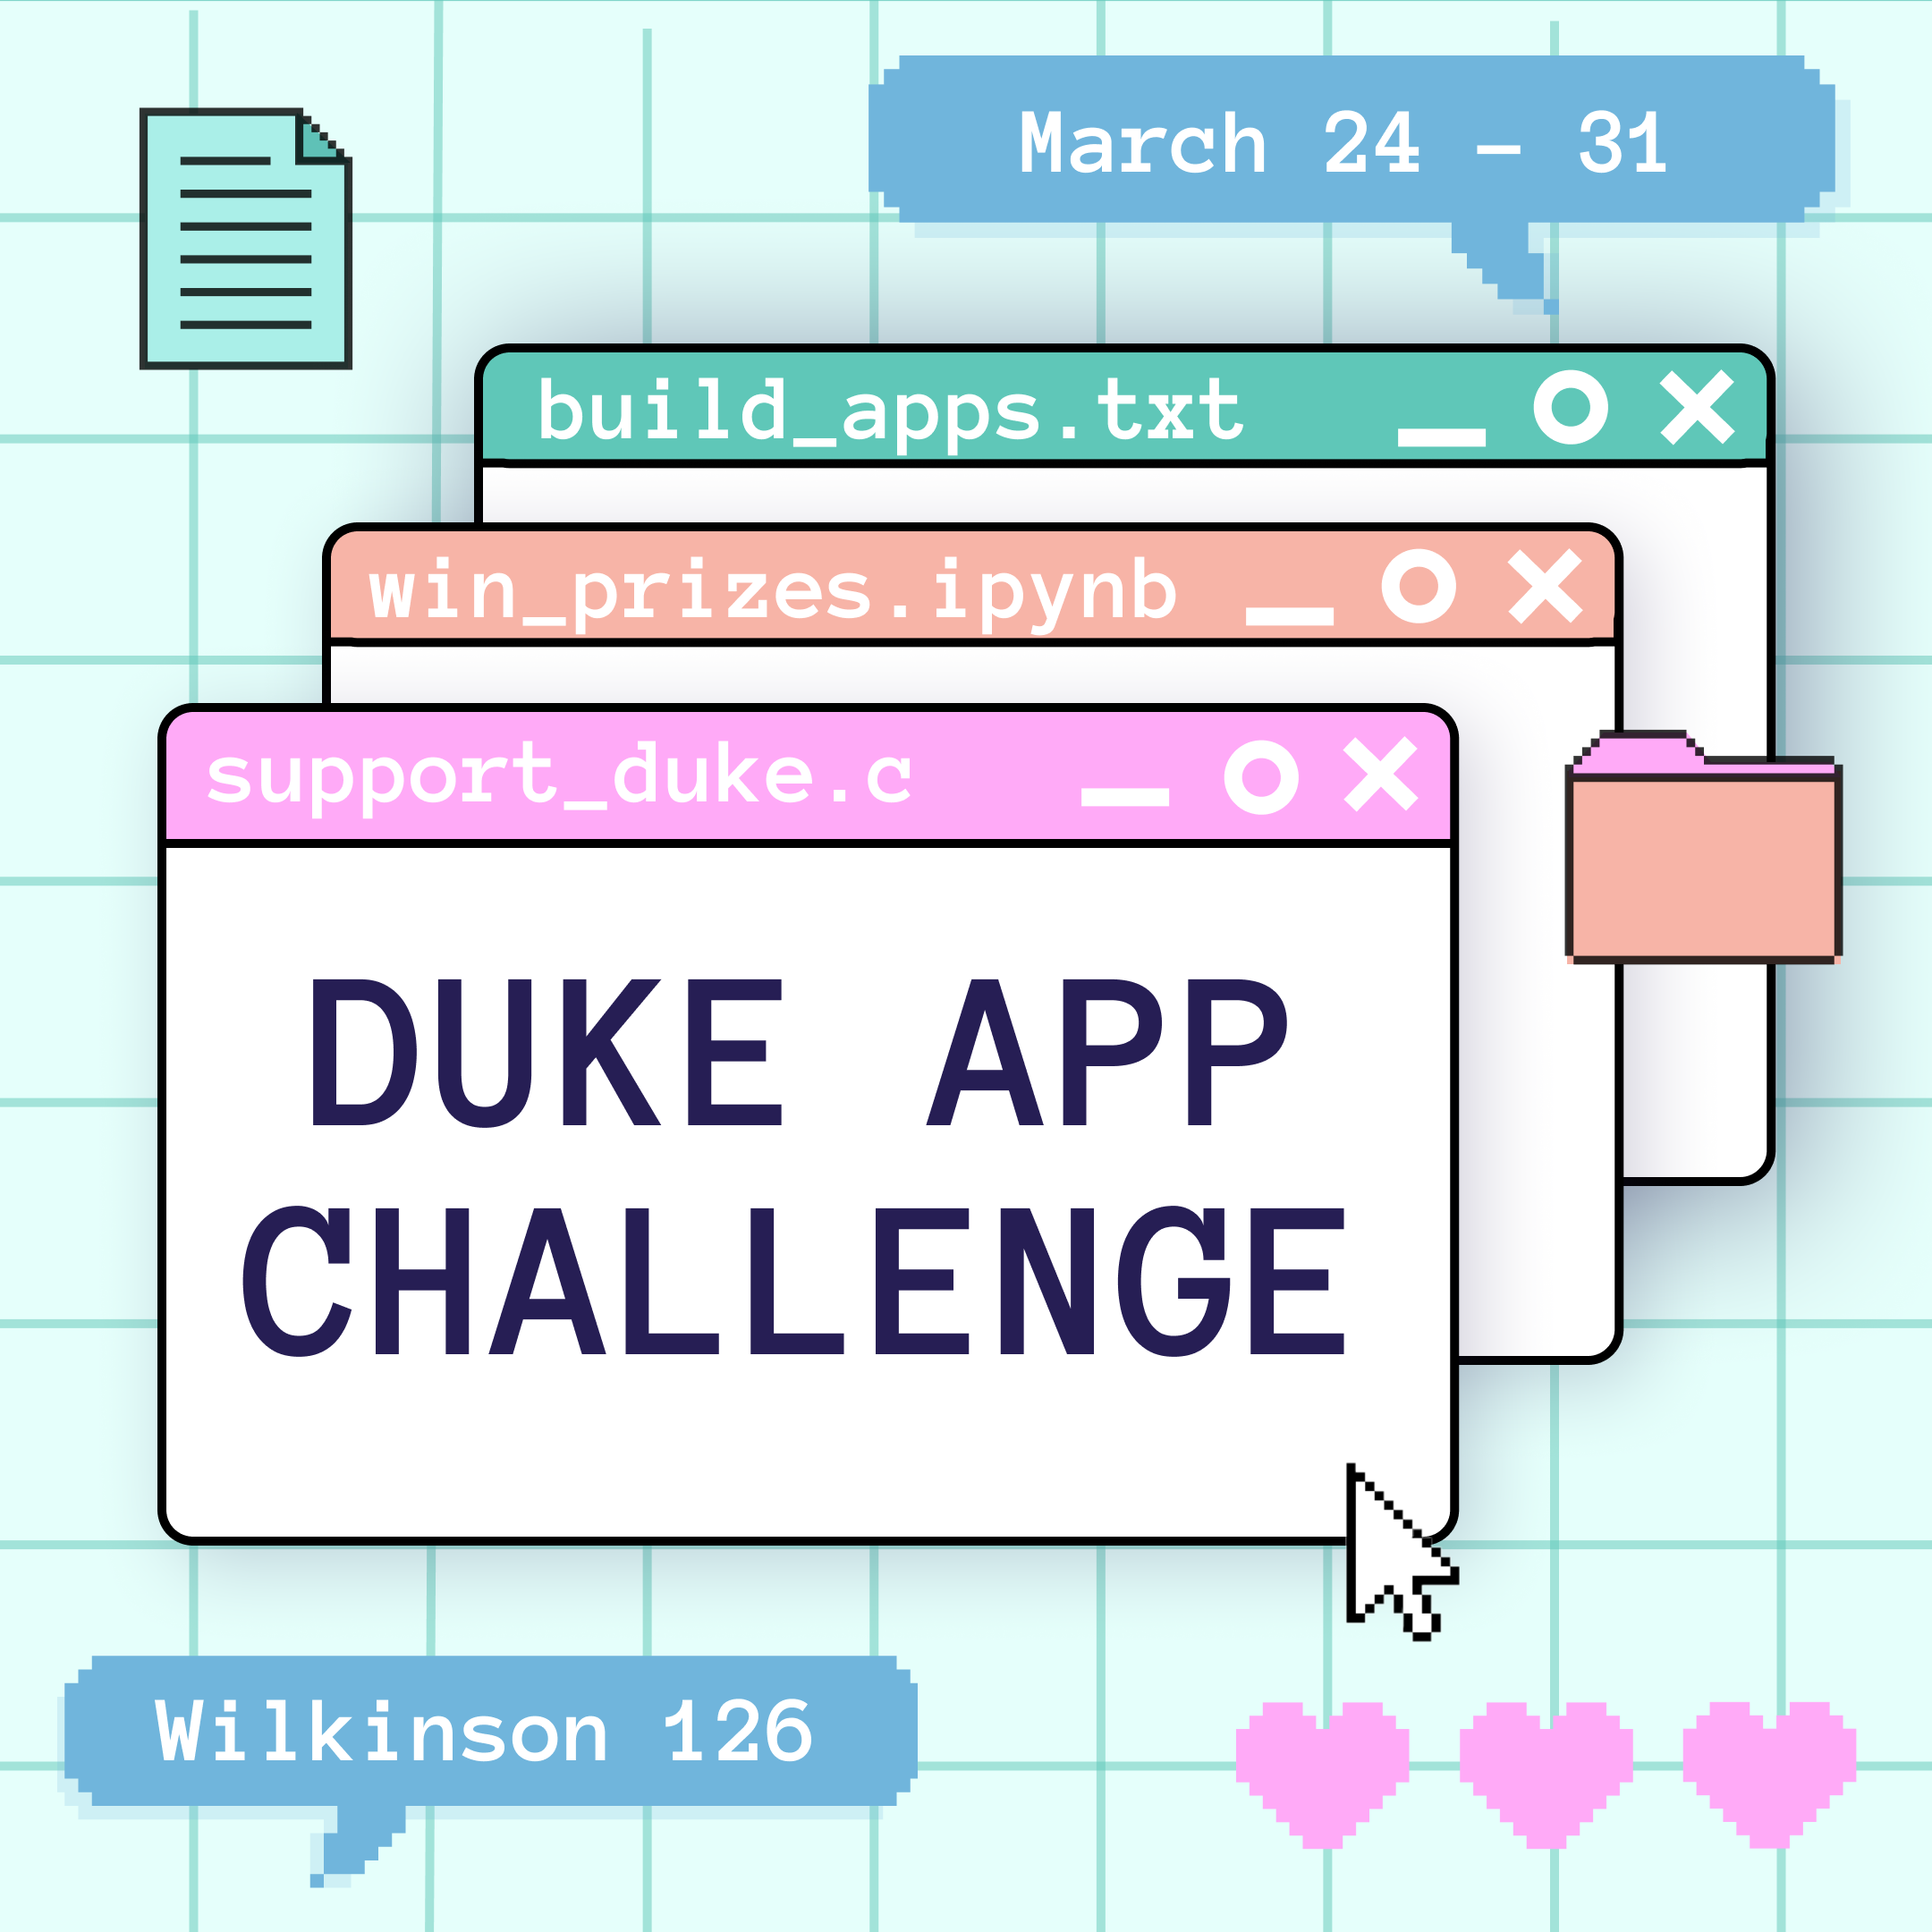 March 24 – 31
build_apps.txt
win_prizes.ipynb
support_duke.c
DUKE APP
CHALLENGE
Wilkinson 126